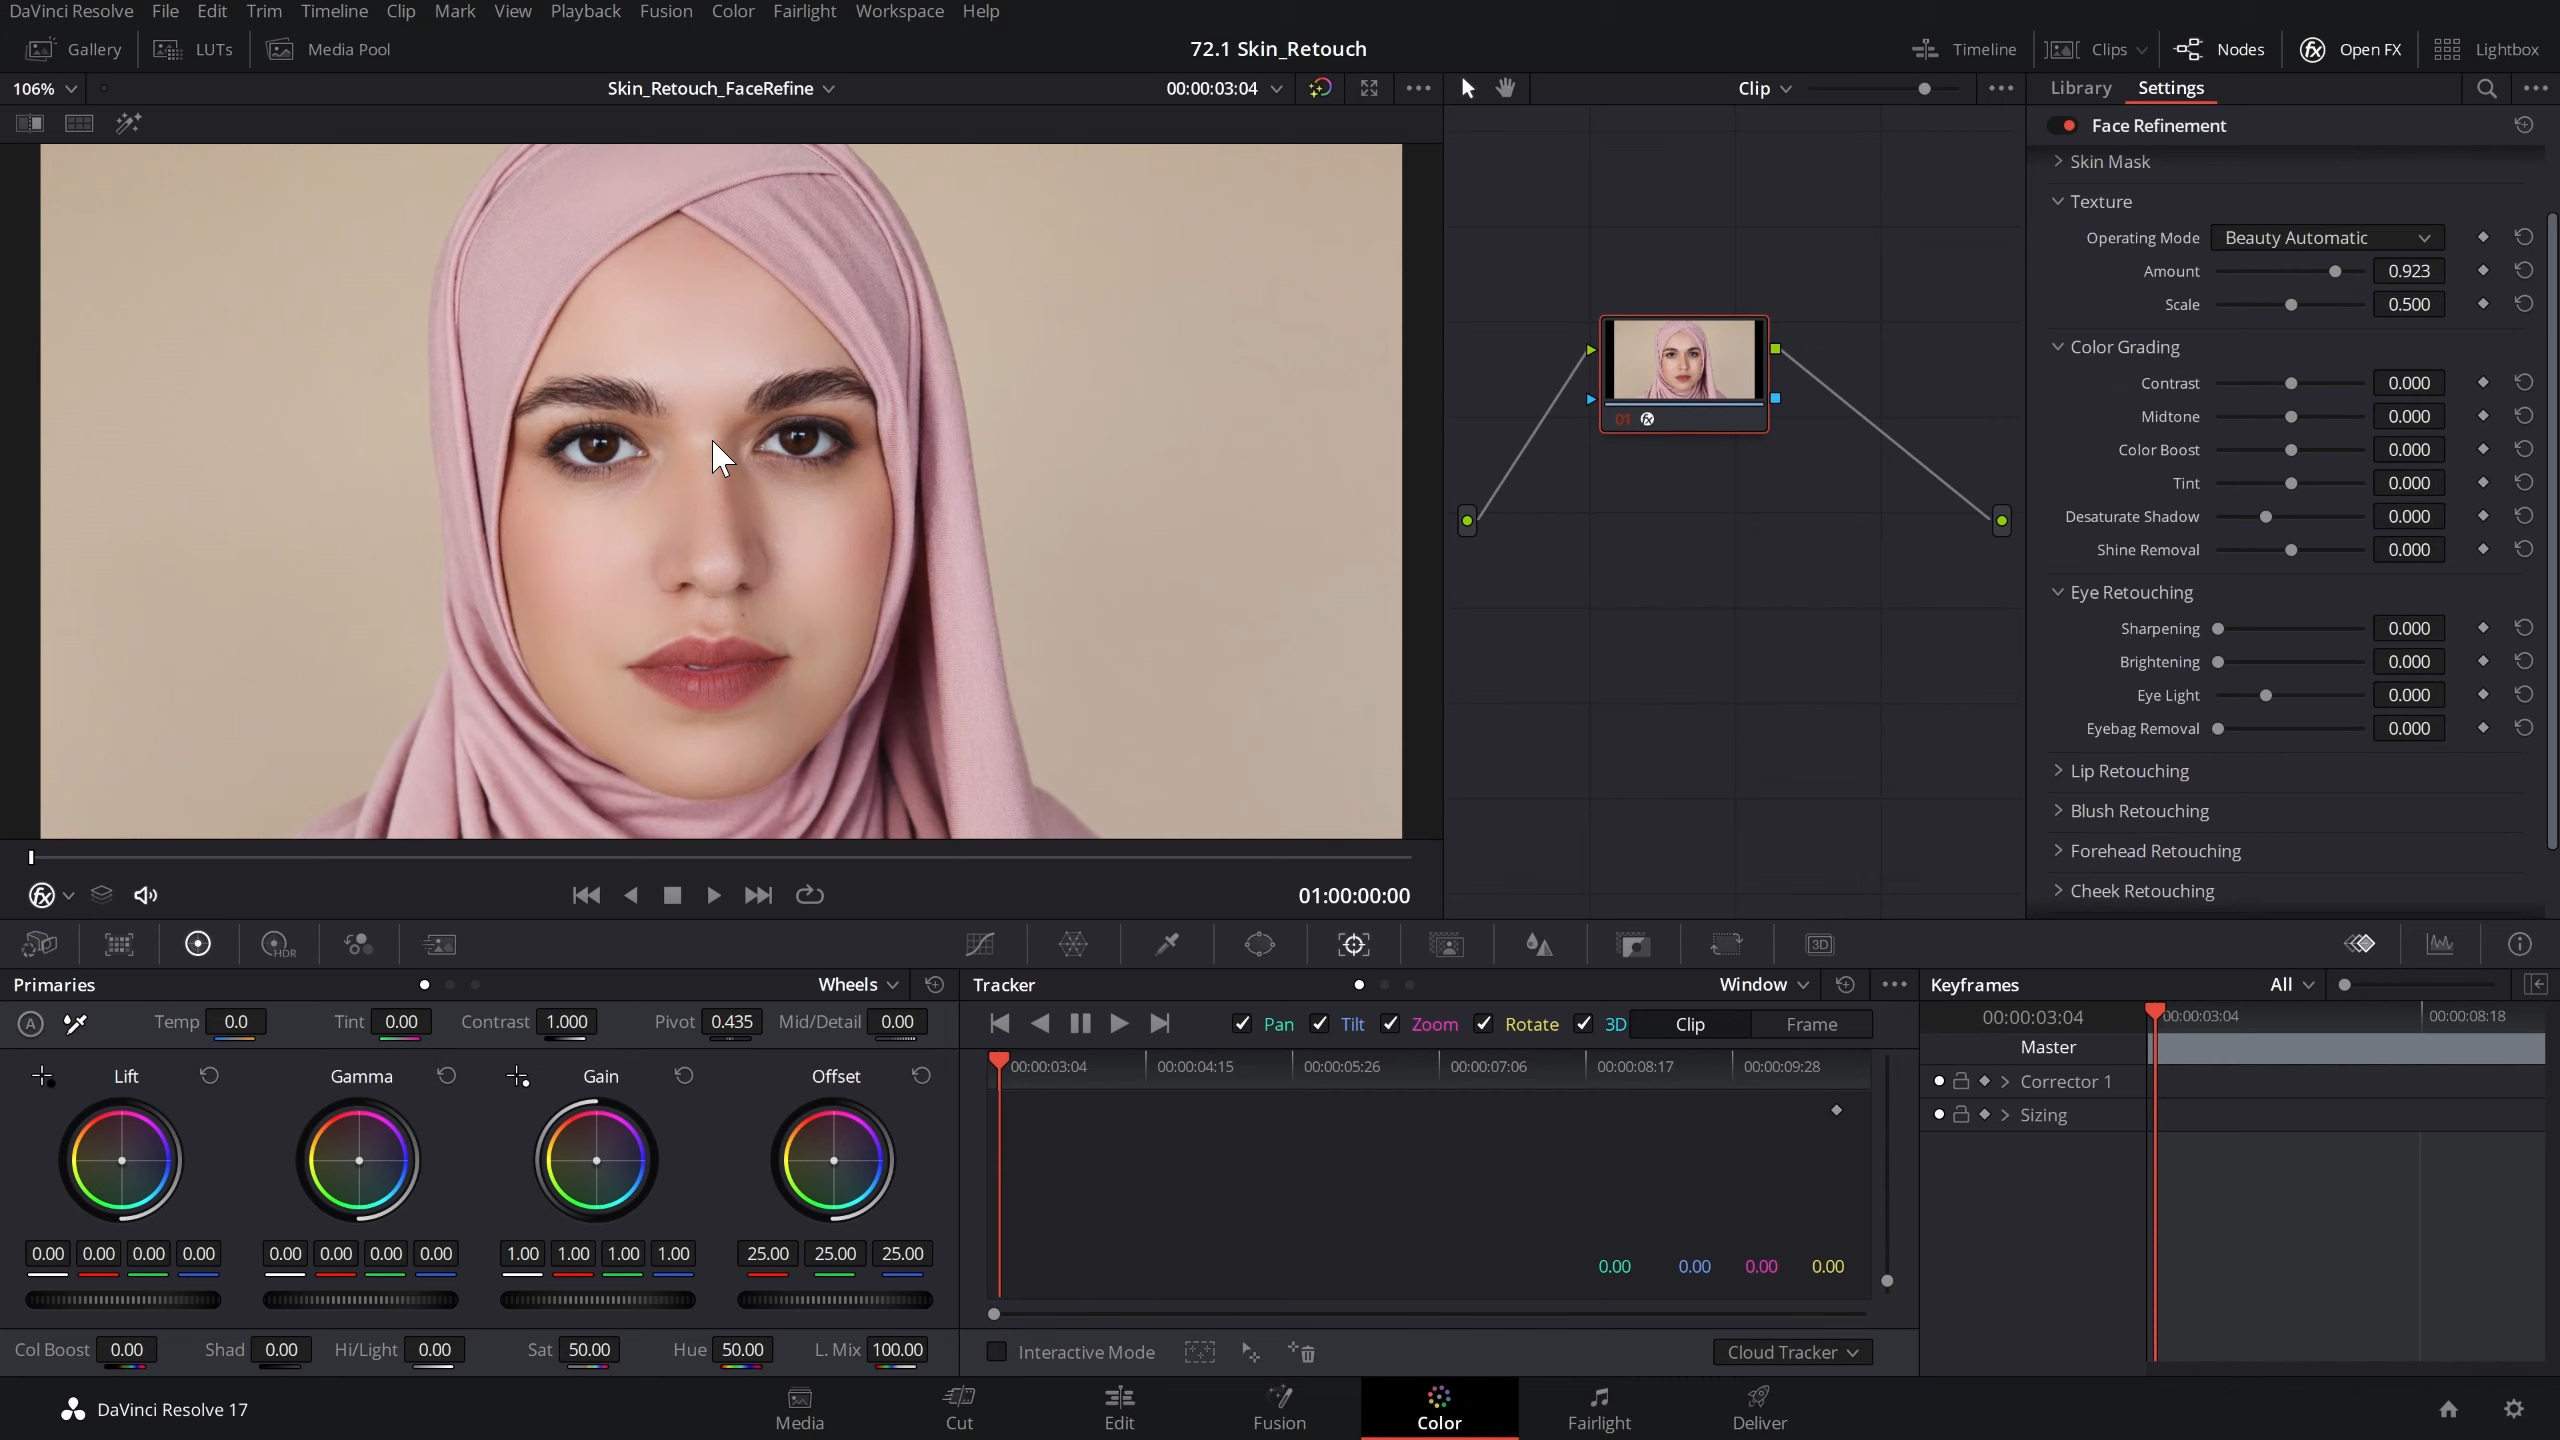 DaVinci Resolve File Edit Trim Timeline Clip Mark View Playback Fusion Color Fairlight Workspace Help
Gallery LUTs Media Pool 72.1 Skin_Retouch Timeline Clips Nodes Open FX Lightbox
106% Skin_Retouch_FaceRefine 00:00:03:04 Clip Library Settings
Face Refinement
Skin Mask
Texture
Operating Mode Beauty Automatic
Amount 0.923
Scale 0.500
Color Grading
Contrast 0.000
Midtone 0.000
Color Boost 0.000
Tint 0.000
Desaturate Shadow 0.000
Shine Removal 0.000
Eye Retouching
Sharpening 0.000
Brightening 0.000
Eye Light 0.000
Eyebag Removal 0.000
Lip Retouching
Blush Retouching
Forehead Retouching
Cheek Retouching
01
01:00:00:00
HDR 3D
Primaries Wheels
A Temp 0.0 Tint 0.00 Contrast 1.000 Pivot 0.435 Mid/Detail 0.00
Lift Gamma Gain Offset
0.00 0.00 0.00 0.00 0.00 0.00 0.00 0.00 1.00 1.00 1.00 1.00 25.00 25.00 25.00
Col Boost 0.00 Shad 0.00 Hi/Light 0.00 Sat 50.00 Hue 50.00 L. Mix 100.00
Tracker Window
Pan Tilt Zoom Rotate 3D Clip Frame
00:00:03:04 00:00:04:15 00:00:05:26 00:00:07:06 00:00:08:17 00:00:09:28
0.00 0.00 0.00 0.00
Interactive Mode Cloud Tracker
Keyframes All
00:00:03:04 00:00:03:04 00:00:08:18
Master
Corrector 1
Sizing
DaVinci Resolve 17 Media Cut Edit Fusion Color Fairlight Deliver